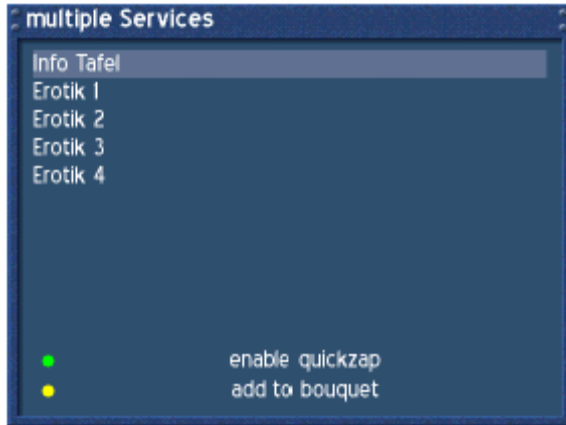 multiple Services
Info Tafel
Erotik 1
Erotik 2
Erotik 3
Erotik 4
enable quickzap
add to bouquet